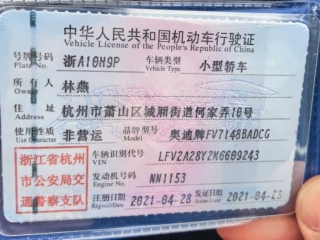 中华人民共和国机动车行驶证
Vehicle License of the People's Republic of China
号牌号码 浙A10H9P 车辆类型 小型轿车
Plate No. Vehicle Type
所有人 林燕
Owner
住址 杭州市萧山区城厢街道何家弄10号
Address
使用性质 非营运 品牌型号 奥迪牌FV7148BADCG
Use Character Model
浙江省杭州
市公安局交
通警察支队
车辆识别代号 LFV2A28Y2M6609243
VIN
发动机号码 NN1153
Engine No.
注册日期 2021-04-28 发证日期 2021-04-28
Register Date Issue Date